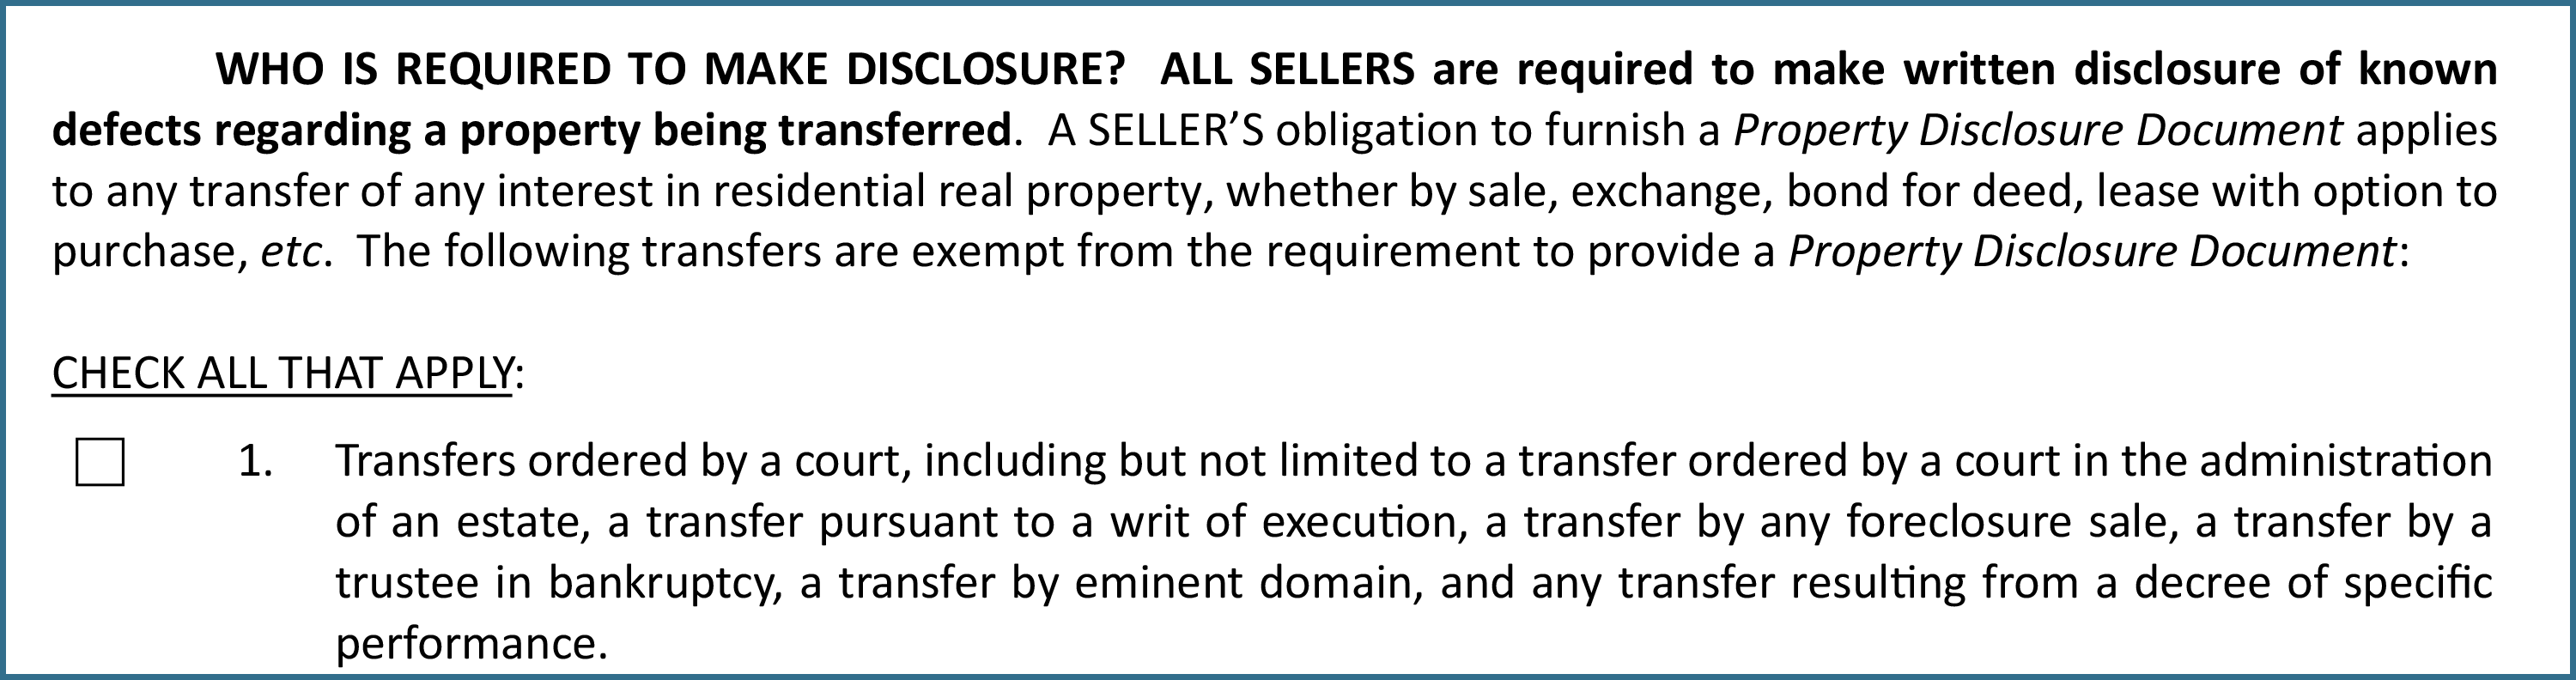 WHO IS REQUIRED TO MAKE DISCLOSURE? ALL SELLERS are required to make written disclosure of known
defects regarding a property being transferred. A SELLER’S obligation to furnish a Property Disclosure Document applies
to any transfer of any interest in residential real property, whether by sale, exchange, bond for deed, lease with option to
purchase, etc. The following transfers are exempt from the requirement to provide a Property Disclosure Document:
CHECK ALL THAT APPLY:
1. Transfers ordered by a court, including but not limited to a transfer ordered by a court in the administration
of an estate, a transfer pursuant to a writ of execution, a transfer by any foreclosure sale, a transfer by a
trustee in bankruptcy, a transfer by eminent domain, and any transfer resulting from a decree of specific
performance.